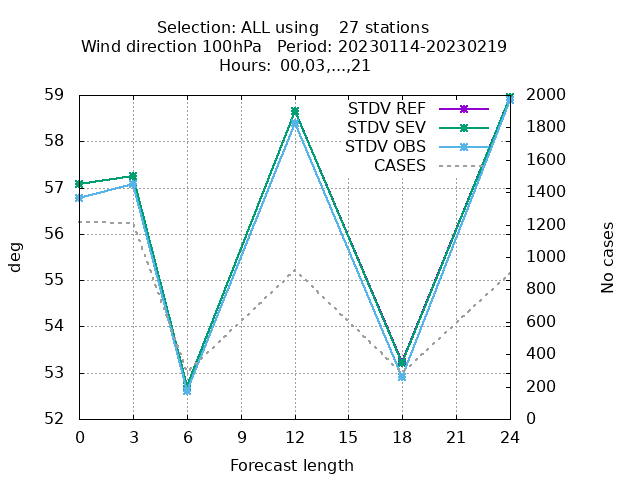 Selection: ALL using    27 stations
Wind direction 100hPa   Period: 20230114-20230219
Hours: 00,03,...,21
STDV REF
STDV SEV
STDV OBS
CASES
59
58
57
56
55
54
53
52
2000
1800
1600
1400
1200
1000
800
600
400
200
0
deg
No cases
0 3 6 9 12 15 18 21 24
Forecast length